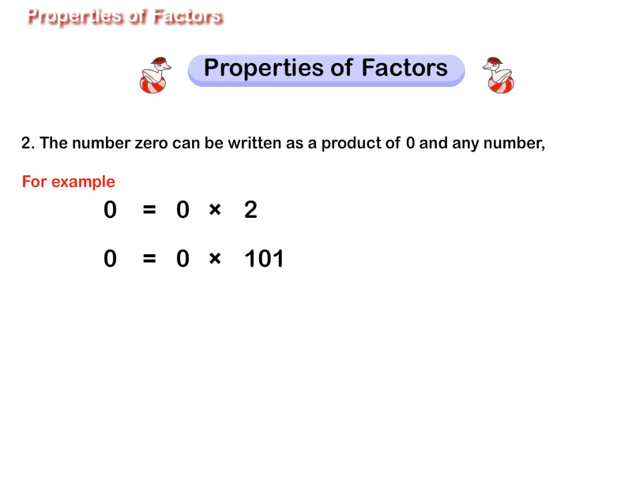 Properties of Factors
Properties of Factors
2. The number zero can be written as a product of 0 and any number,
For example
0 = 0 × 2
0 = 0 × 101